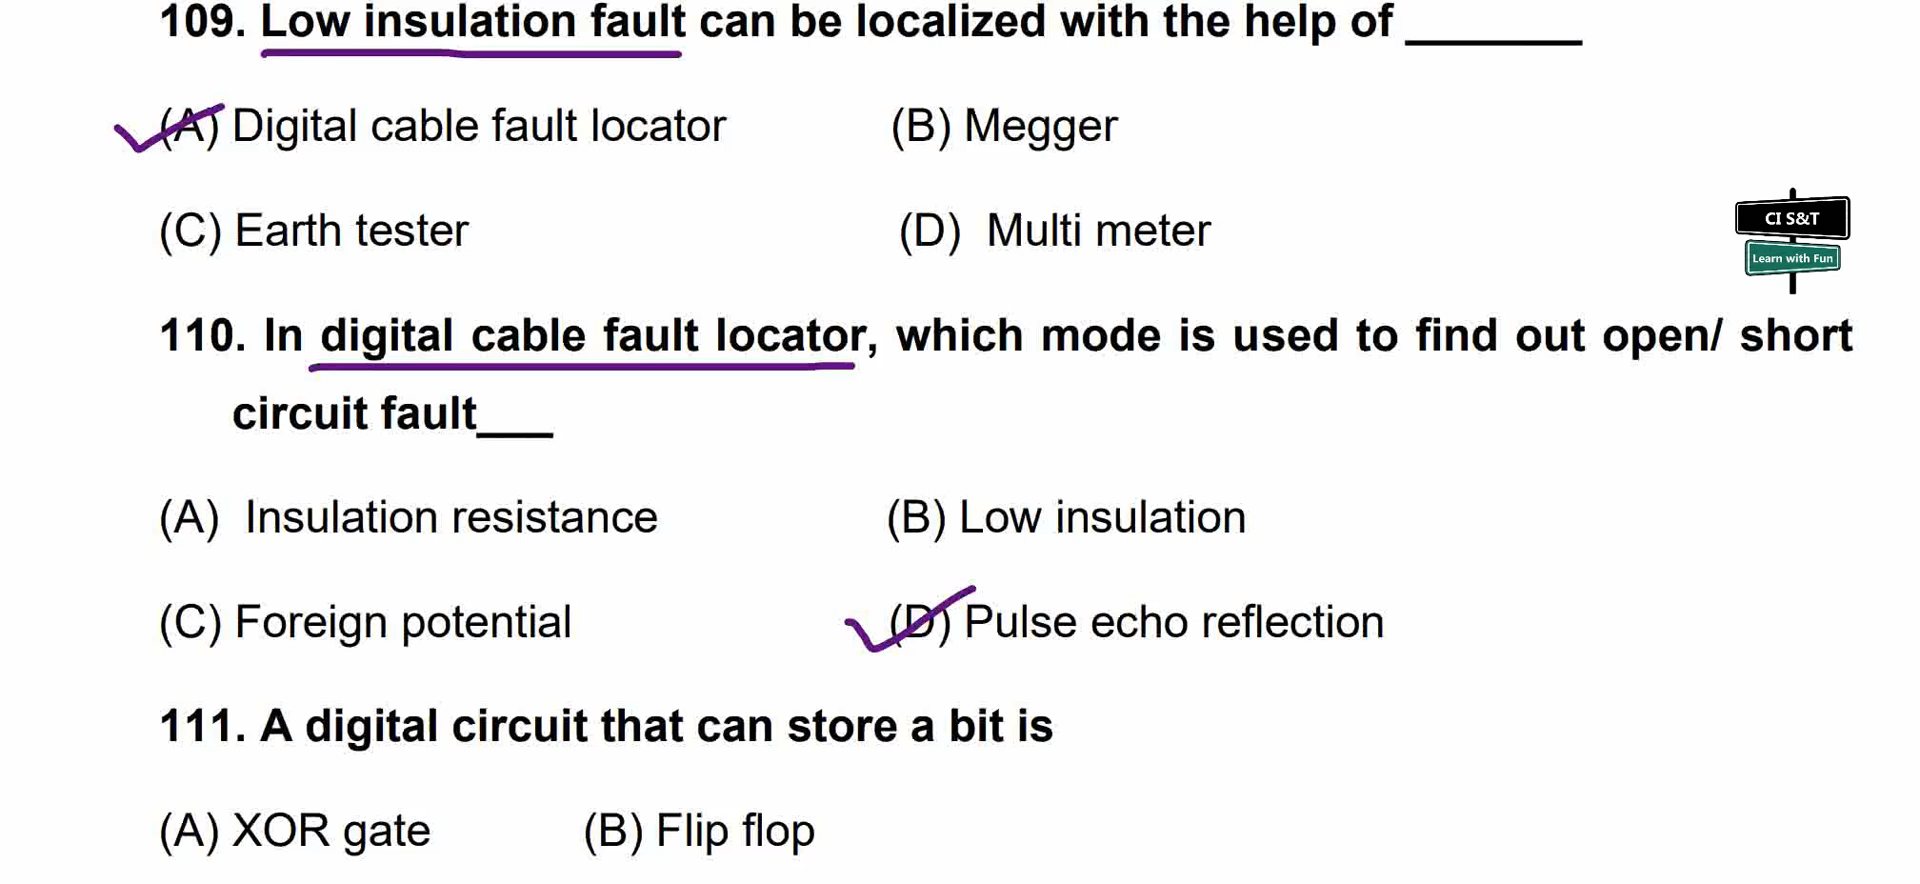 109. Low insulation fault can be localized with the help of _______
(A) Digital cable fault locator (B) Megger
(C) Earth tester (D) Multi meter
CI S&T
Learn with Fun
110. In digital cable fault locator, which mode is used to find out open/ short
circuit fault___
(A) Insulation resistance (B) Low insulation
(C) Foreign potential (D) Pulse echo reflection
111. A digital circuit that can store a bit is
(A) XOR gate (B) Flip flop